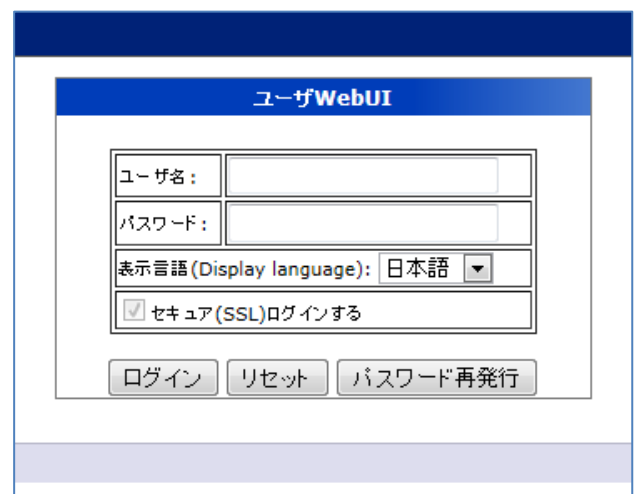 ユーザWebUI
ユーザ名：
パスワード：
表示言語(Display language): 日本語
セキュア(SSL)ログインする
ログイン リセット パスワード再発行